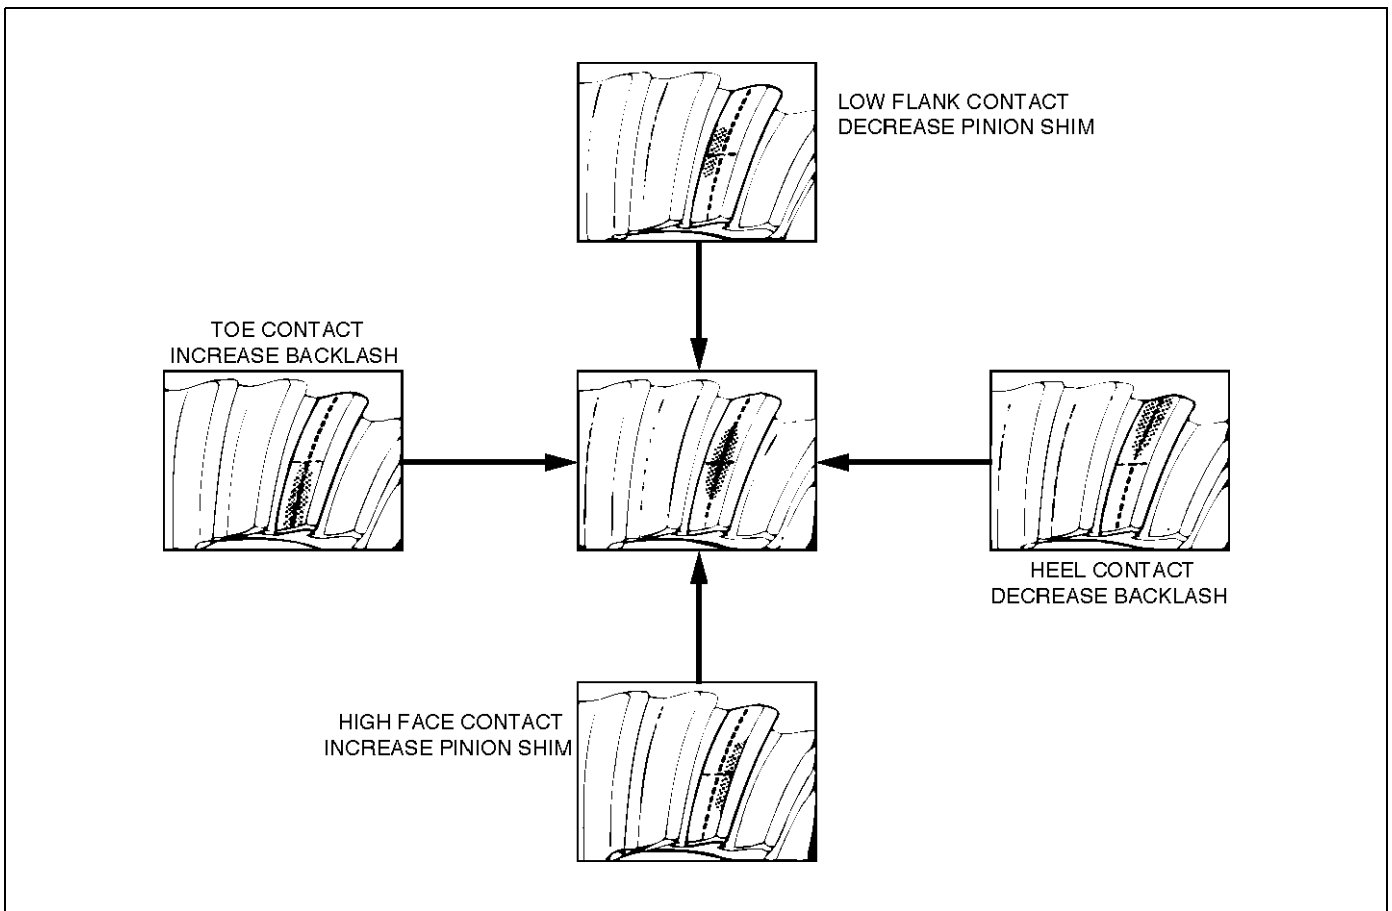 LOW FLANK CONTACT
DECREASE PINION SHIM
TOE CONTACT
INCREASE BACKLASH
HEEL CONTACT
DECREASE BACKLASH
HIGH FACE CONTACT
INCREASE PINION SHIM